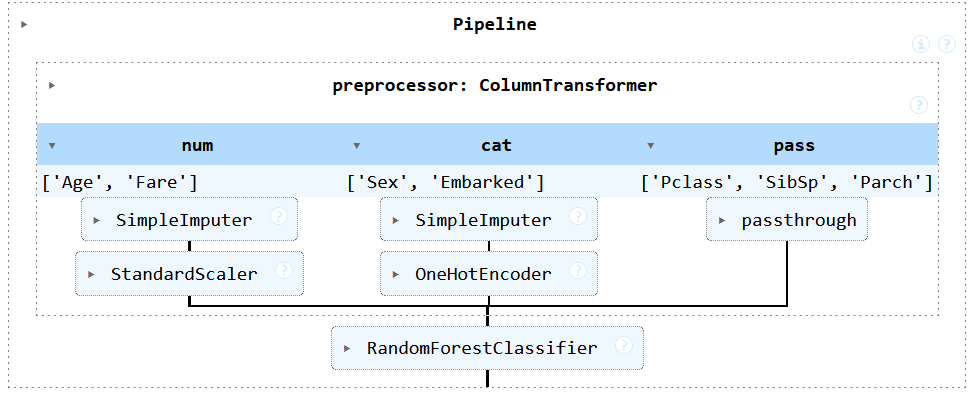 Pipeline
preprocessor: ColumnTransformer
num cat pass
['Age', 'Fare'] ['Sex', 'Embarked'] ['Pclass', 'SibSp', 'Parch']
SimpleImputer ? SimpleImputer ? passthrough
StandardScaler ? OneHotEncoder ?
RandomForestClassifier ?